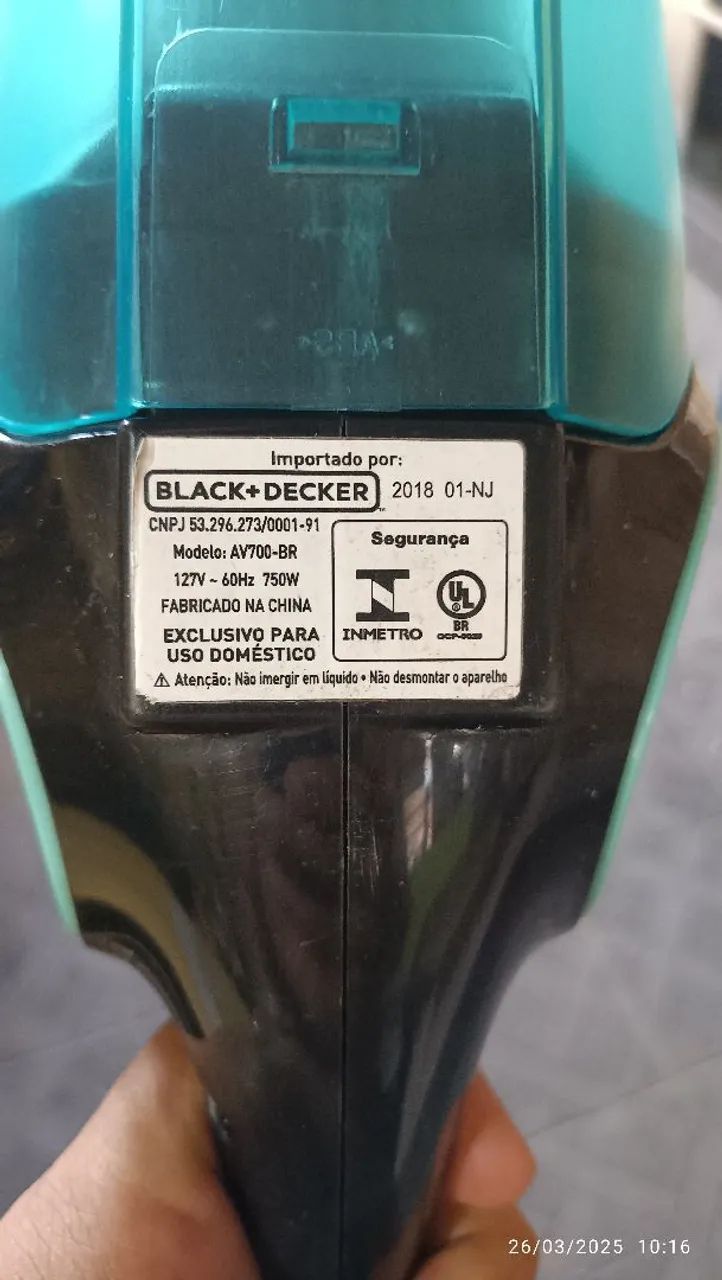 >ABS<
Importado por:
BLACK+DECKER 2018 01-NJ
CNPJ 53.296.273/0001-91
Modelo: AV700-BR
127V ~ 60Hz 750W
FABRICADO NA CHINA
EXCLUSIVO PARA
USO DOMÉSTICO
Segurança
INMETRO
UL
BR
⚠ Atenção: Não imergir em líquido • Não desmontar o aparelho
26/03/2025 10:16